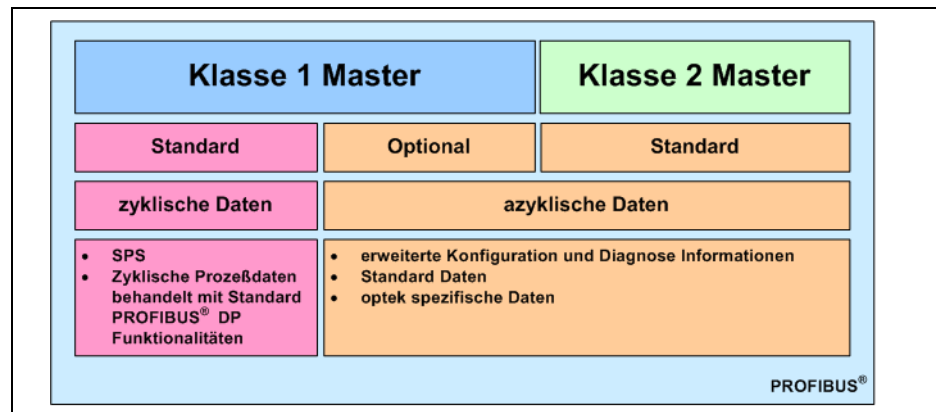 Klasse 1 Master
Klasse 2 Master
Standard
Optional
Standard
zyklische Daten
azyklische Daten
• SPS
• Zyklische Prozeßdaten
behandelt mit Standard
PROFIBUS® DP
Funktionalitäten
• erweiterte Konfiguration und Diagnose Informationen
• Standard Daten
• optek spezifische Daten
PROFIBUS®